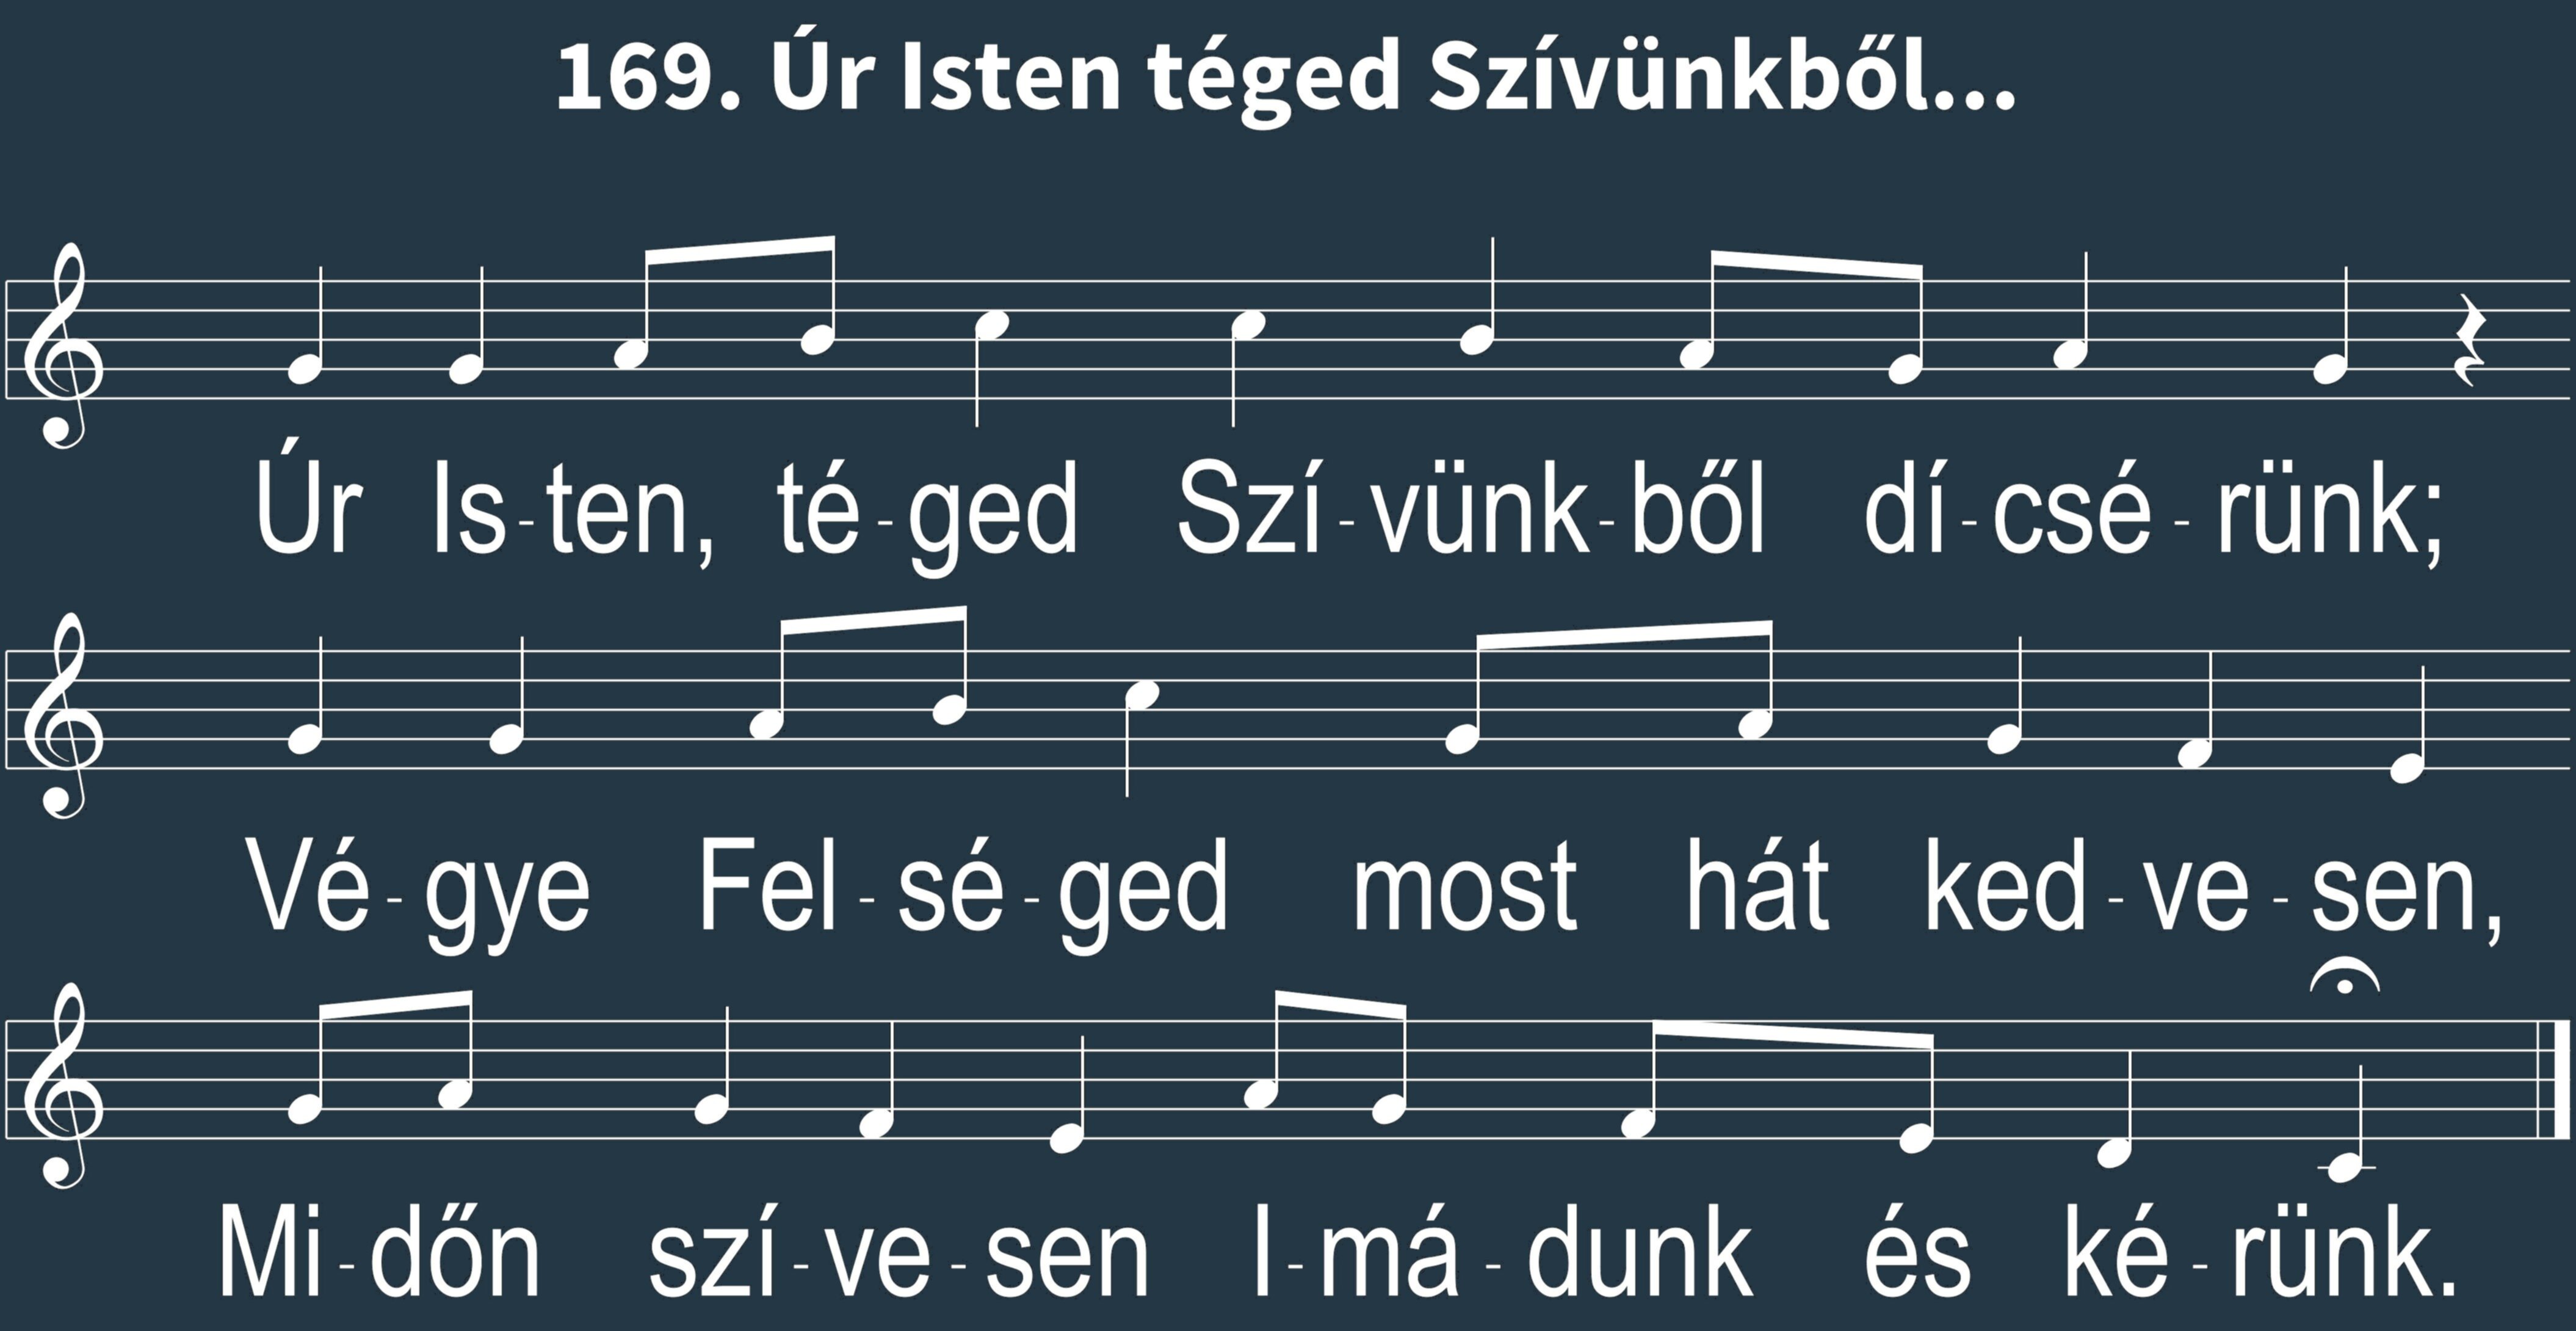 169. Úr Isten téged Szívünkből...
Úr Is-ten, té-ged Szí-vünk-ből dí-csé-rünk;
Vé-gye Fel-sé-ged most hát ked-ve-sen,
Mi-dőn szí-ve-sen I-má-dunk és ké-rünk.